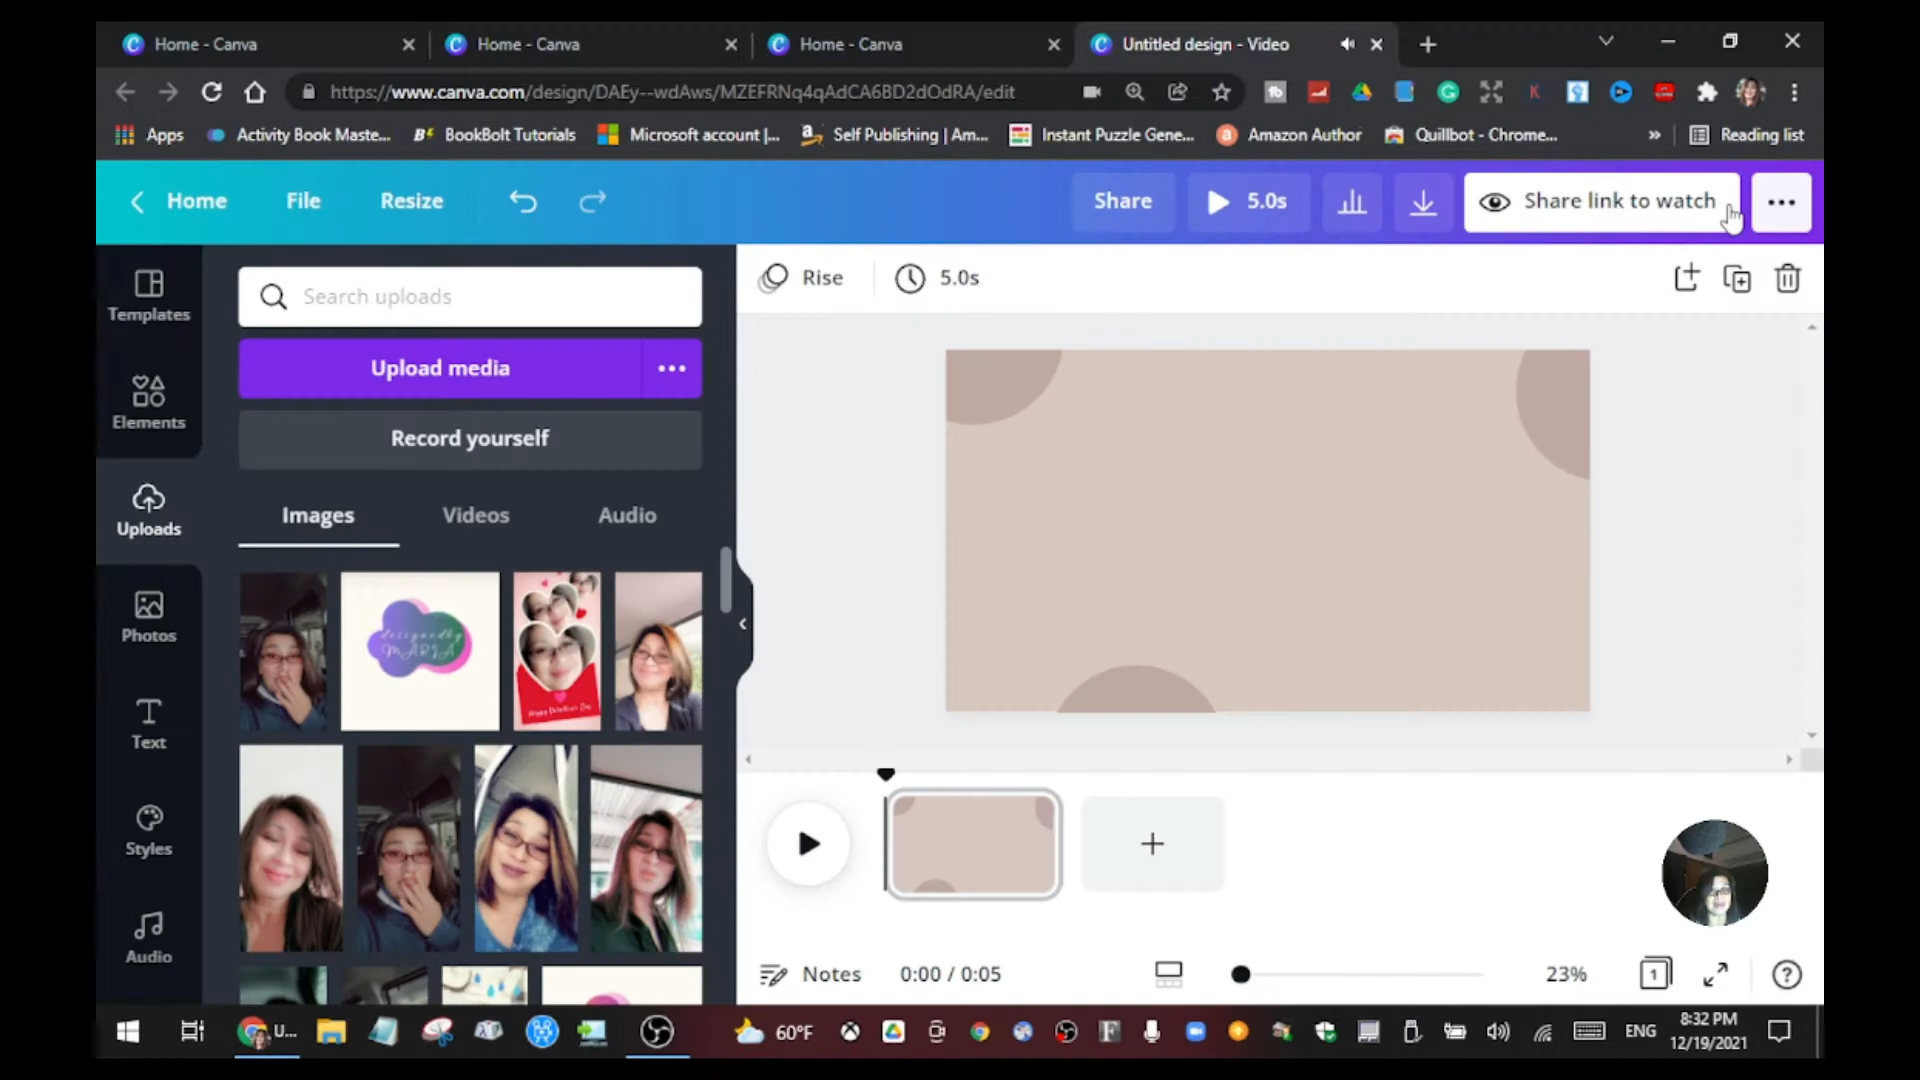 Home - Canva
Home - Canva
Home - Canva
Untitled design - Video
https://www.canva.com/design/DAEy--wdAws/MZEFRNq4qAdCA6BD2dOdRA/edit
Apps
Activity Book Maste...
BookBolt Tutorials
Microsoft account |...
Self Publishing | Am...
Instant Puzzle Gene...
Amazon Author
Quillbot - Chrome...
»
Reading list
Home
File
Resize
Share
5.0s
Share link to watch
Templates
Elements
Uploads
Photos
Text
Styles
Audio
Search uploads
Upload media
Record yourself
Images
Videos
Audio
designedby
MARIA
Rise
5.0s
Notes
0:00 / 0:05
23%
1
U...
60°F
ENG
8:32 PM
12/19/2021